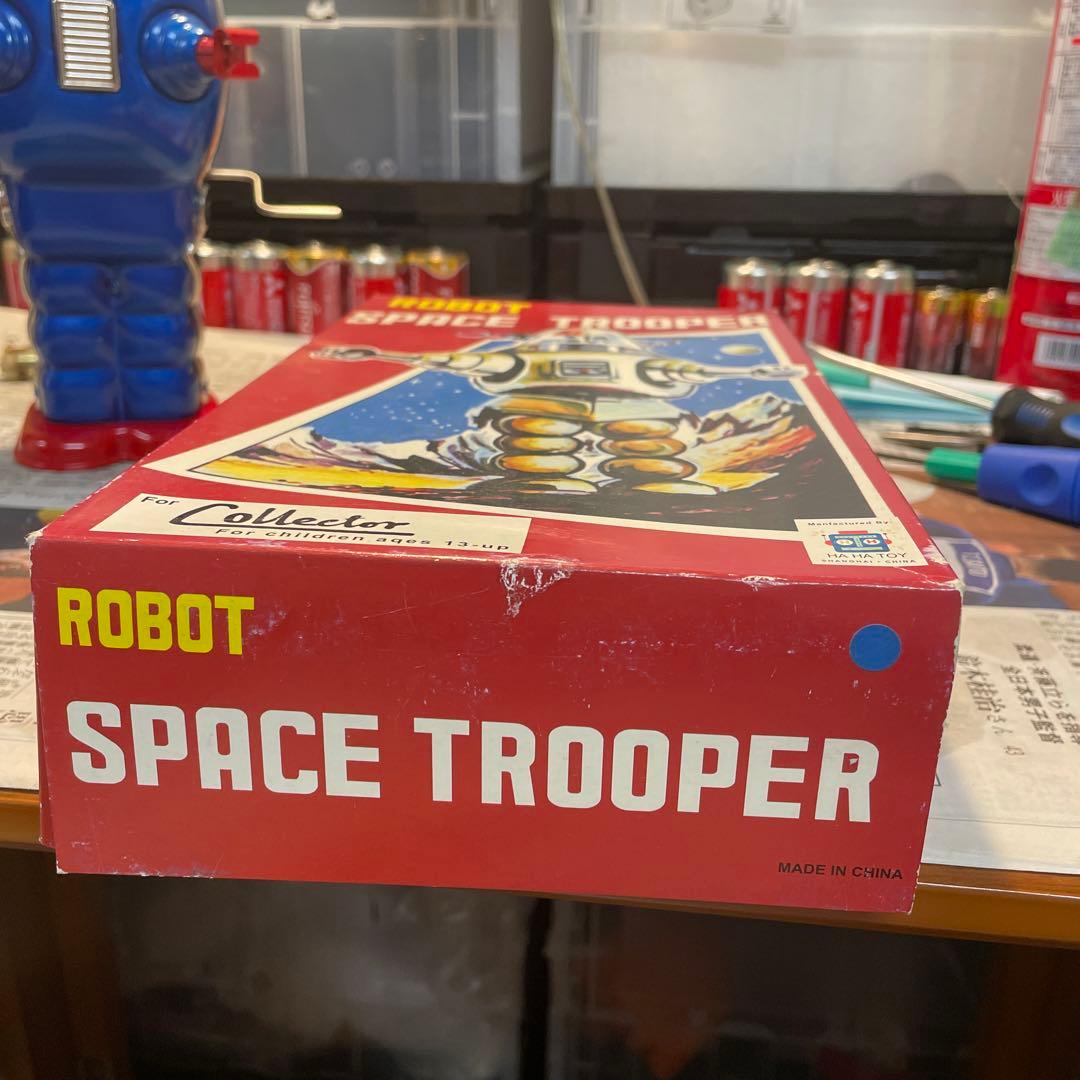 ROBOT
SPACE TROOPER
For
Collector
For children ages 13-up
Manfactured By:
HA HA TOY
SHANGHAI • CHINA
ROBOT
SPACE TROOPER
MADE IN CHINA